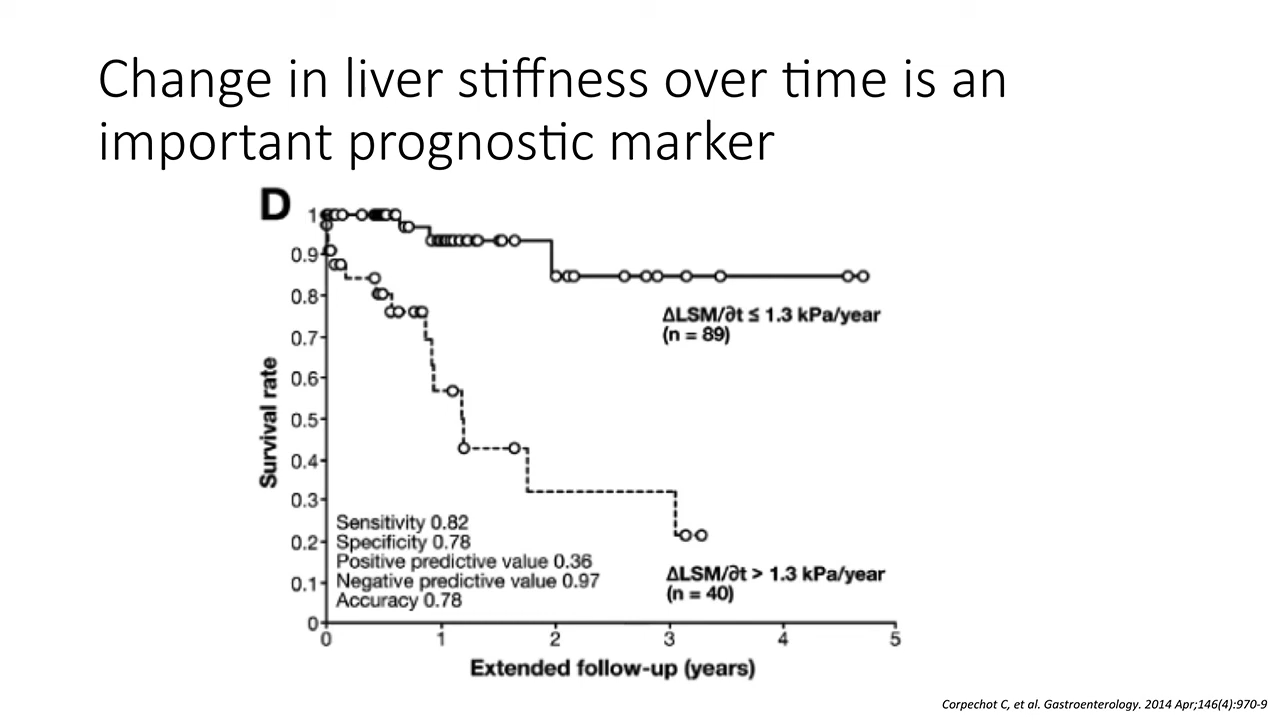 Change in liver stiffness over time is an
important prognostic marker
D
1
0.9
0.8
0.7
0.6
0.5
0.4
0.3
0.2
0.1
0
Survival rate
ΔLSM/∂t ≤ 1.3 kPa/year
(n = 89)
Sensitivity 0.82
Specificity 0.78
Positive predictive value 0.36
Negative predictive value 0.97
Accuracy 0.78
ΔLSM/∂t > 1.3 kPa/year
(n = 40)
0 1 2 3 4 5
Extended follow-up (years)
Corpechot C, et al. Gastroenterology. 2014 Apr;146(4):970-9